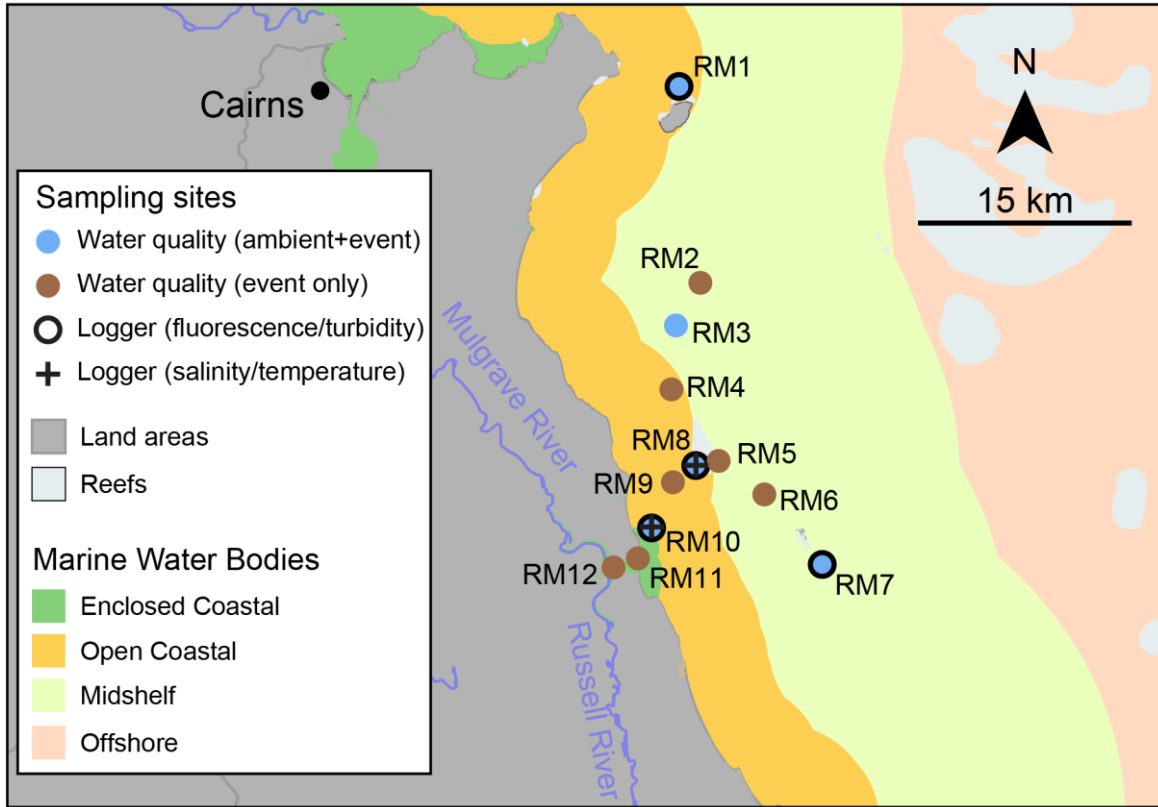 RM1
N
Cairns
15 km
Sampling sites
Water quality (ambient+event)
Water quality (event only)
Logger (fluorescence/turbidity)
Logger (salinity/temperature)
Land areas
Reefs
Marine Water Bodies
Enclosed Coastal
Open Coastal
Midshelf
Offshore
RM2
RM3
Mulgrave River
RM4
RM8
RM5
RM9
RM6
RM10
RM12
RM11
RM7
Russell River